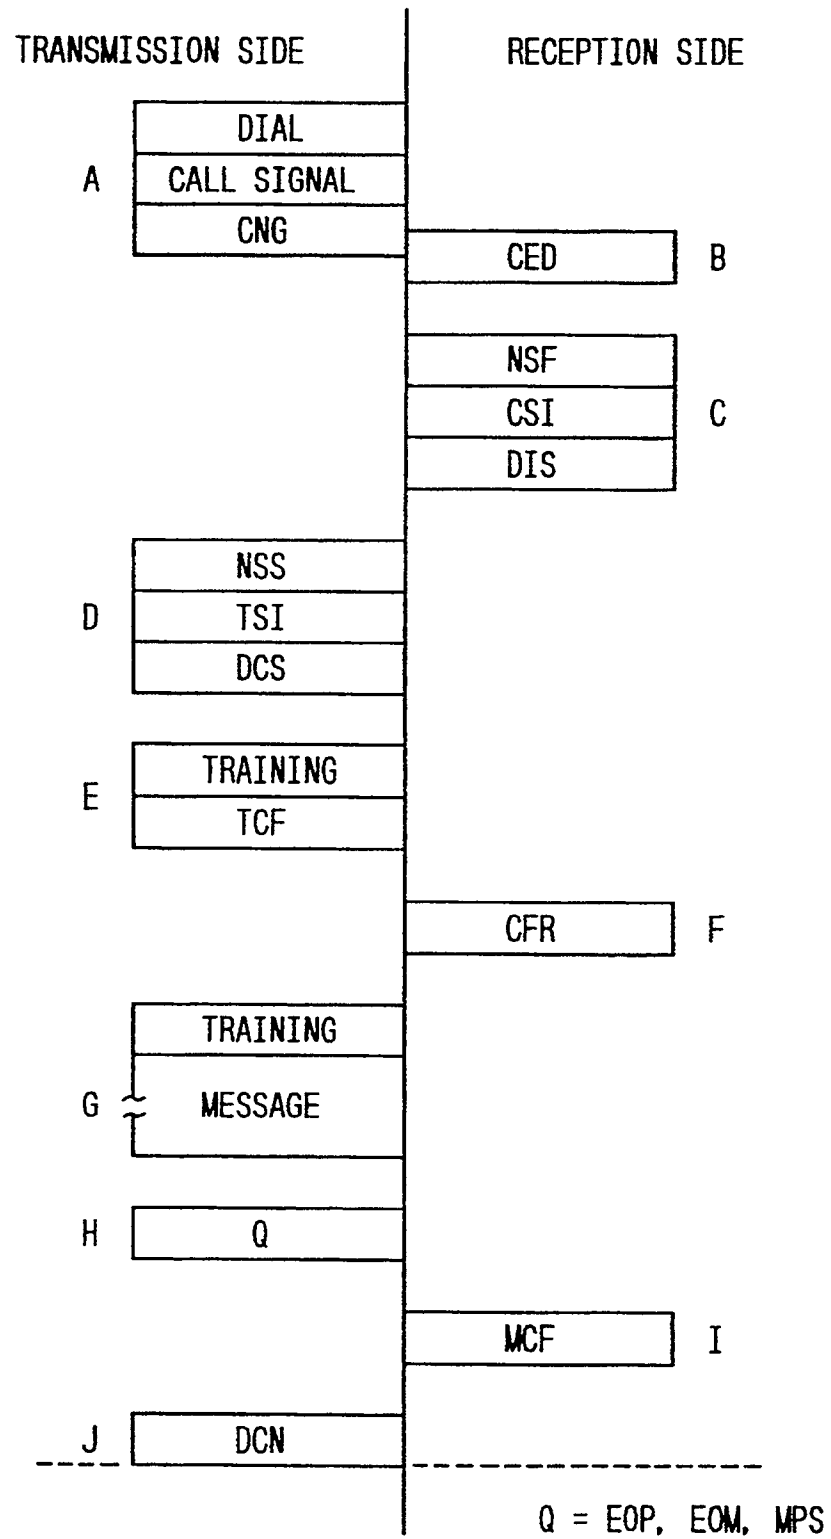 TRANSMISSION SIDE
RECEPTION SIDE
DIAL
A
CALL SIGNAL
CNG
CED
B
NSF
CSI
C
DIS
NSS
D
TSI
DCS
TRAINING
E
TCF
CFR
F
TRAINING
G
MESSAGE
H
Q
MCF
I
J
DCN
Q = EOP, EOM, MPS